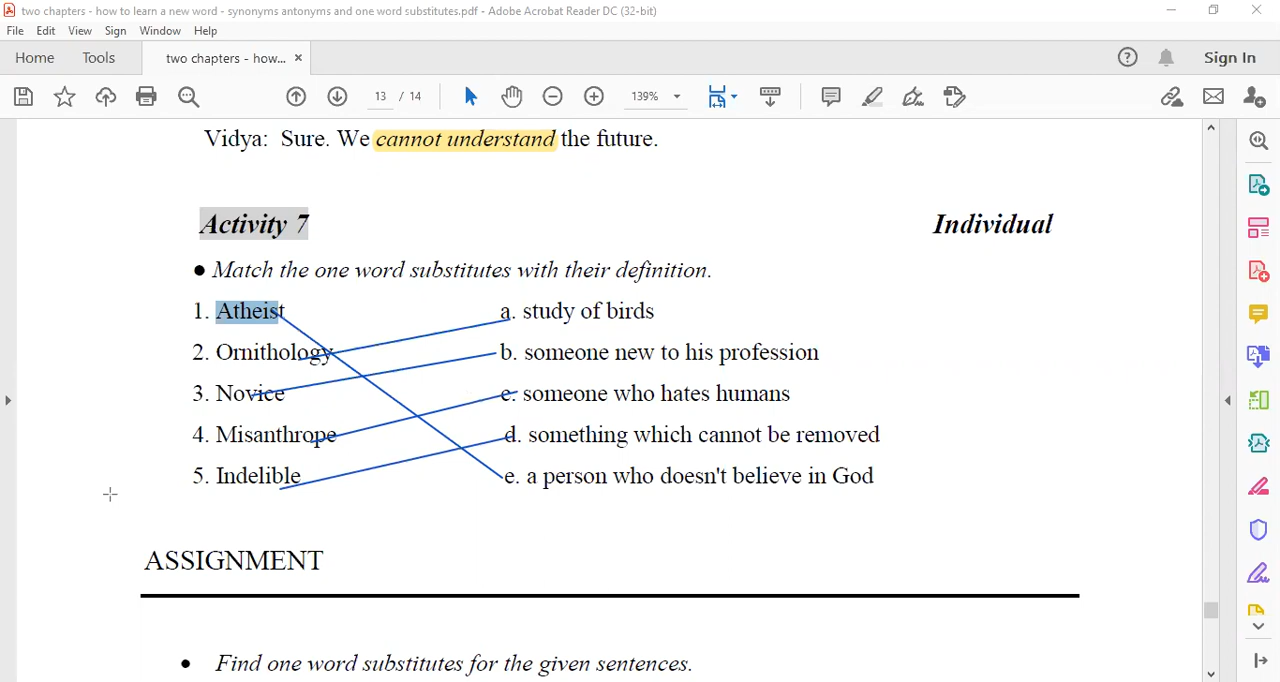 two chapters - how to learn a new word - synonyms antonyms and one word substitutes.pdf - Adobe Acrobat Reader DC (32-bit)
File Edit View Sign Window Help
Home Tools two chapters - how... × Sign In
13 / 14 139%
Vidya: Sure. We cannot understand the future.
Activity 7 Individual
● Match the one word substitutes with their definition.
1. Atheist a. study of birds
2. Ornithology b. someone new to his profession
3. Novice c. someone who hates humans
4. Misanthrope d. something which cannot be removed
5. Indelible e. a person who doesn't believe in God
ASSIGNMENT
● Find one word substitutes for the given sentences.